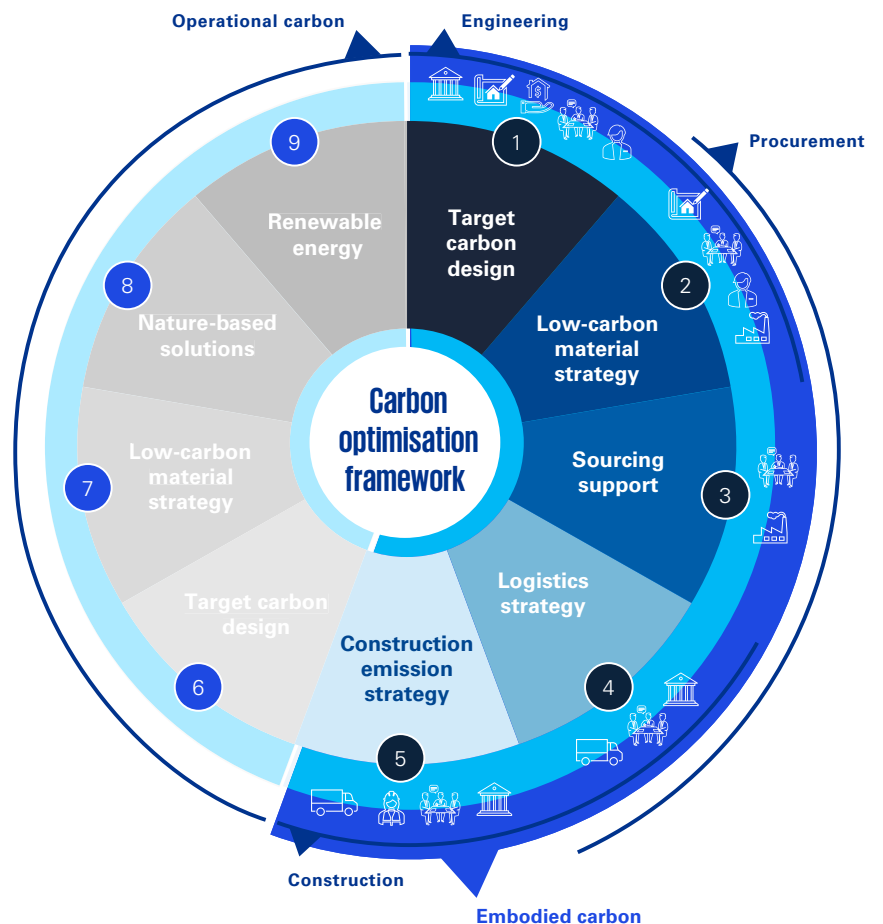 Operational carbon
Engineering
Procurement
1
Target
carbon
design
2
Low-carbon
material
strategy
3
Sourcing
support
4
Logistics
strategy
5
Construction
emission
strategy
6
Target carbon
design
7
Low-carbon
material
strategy
8
Nature-based
solutions
9
Renewable
energy
Carbon
optimisation
framework
Construction
Embodied carbon